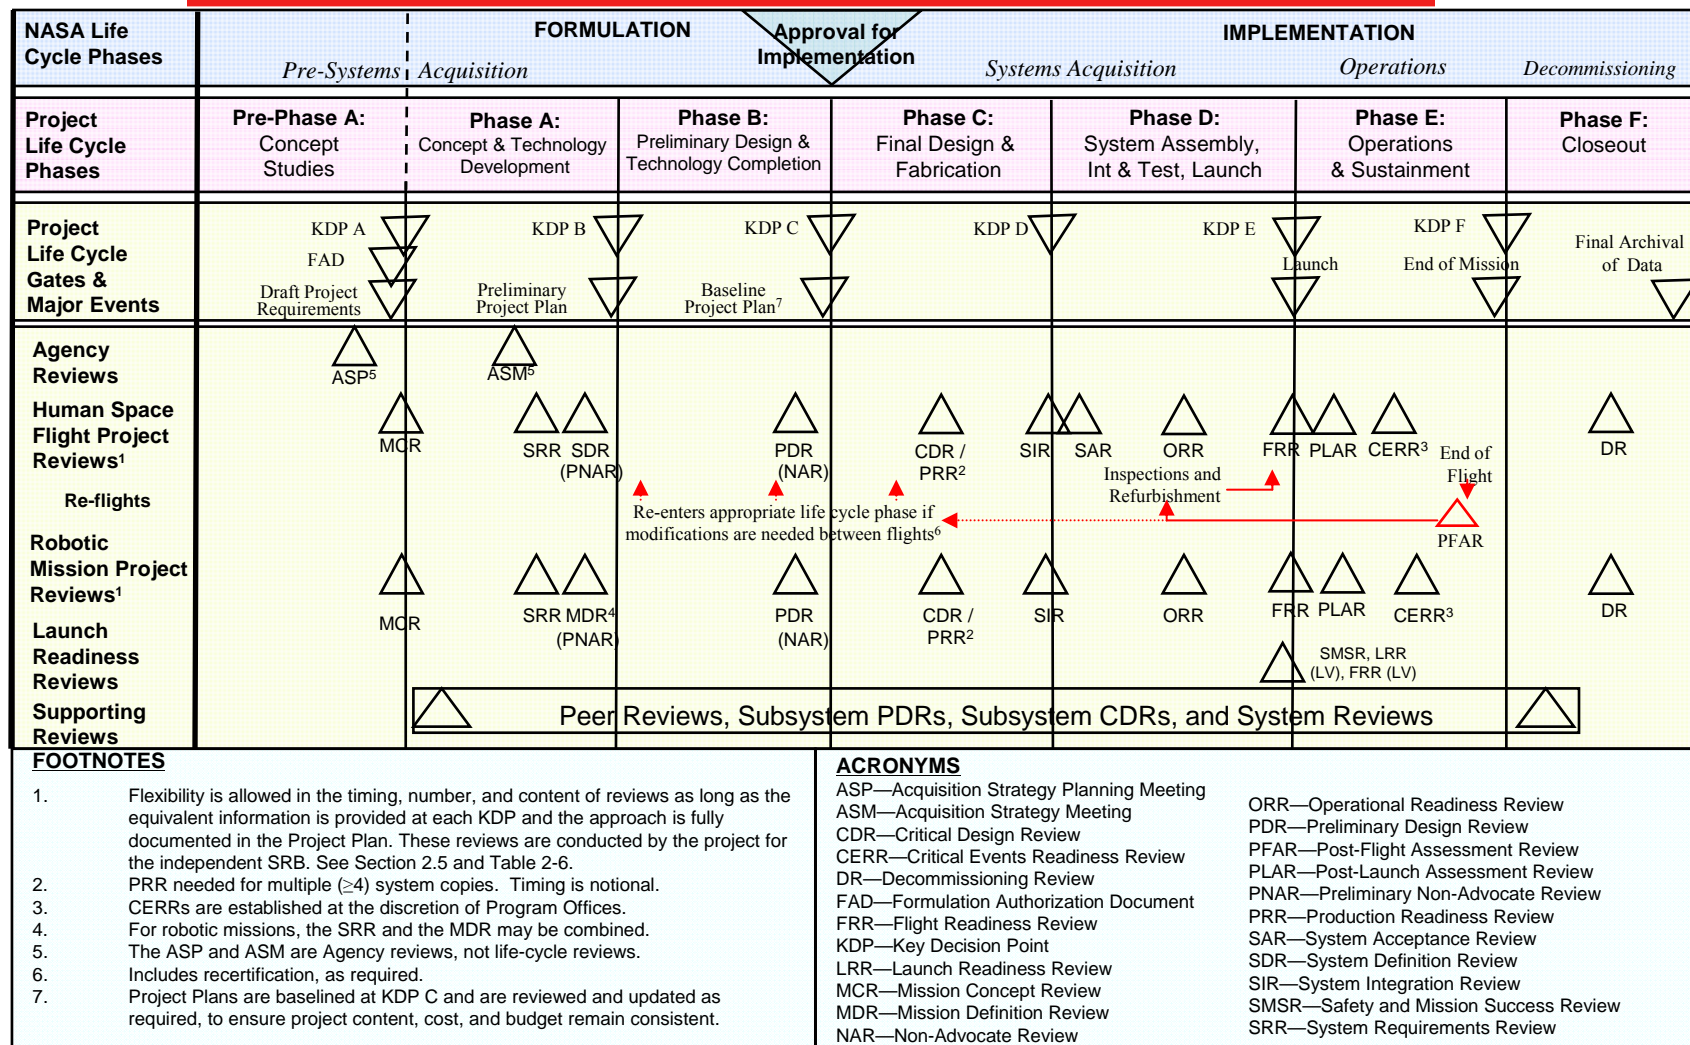 NASA Life
Cycle Phases
FORMULATION
Approval for
Implementation
IMPLEMENTATION
Pre-Systems Acquisition
Systems Acquisition
Operations
Decommissioning
Project
Life Cycle
Phases
Pre-Phase A:
Concept
Studies
Phase A:
Concept & Technology
Development
Phase B:
Preliminary Design &
Technology Completion
Phase C:
Final Design &
Fabrication
Phase D:
System Assembly,
Int & Test, Launch
Phase E:
Operations
& Sustainment
Phase F:
Closeout
Project
Life Cycle
Gates &
Major Events
KDP A
FAD
Draft Project
Requirements
KDP B
Preliminary
Project Plan
KDP C
Baseline
Project Plan7
KDP D
KDP E
Launch
KDP F
End of Mission
Final Archival
of Data
Agency
Reviews
ASP5
ASM5
Human Space
Flight Project
Reviews1
MCR
SRR
SDR
(PNAR)
PDR
(NAR)
CDR /
PRR2
SIR
SAR
ORR
FRR
PLAR
CERR3
End of
Flight
DR
Re-flights
Re-enters appropriate life cycle phase if
modifications are needed between flights6
Inspections and
Refurbishment
PFAR
Robotic
Mission Project
Reviews1
MCR
SRR
MDR4
(PNAR)
PDR
(NAR)
CDR /
PRR2
SIR
ORR
FRR
PLAR
CERR3
DR
Launch
Readiness
Reviews
SMSR, LRR
(LV), FRR (LV)
Supporting
Reviews
Peer Reviews, Subsystem PDRs, Subsystem CDRs, and System Reviews
FOOTNOTES
1. Flexibility is allowed in the timing, number, and content of reviews as long as the
equivalent information is provided at each KDP and the approach is fully
documented in the Project Plan. These reviews are conducted by the project for
the independent SRB. See Section 2.5 and Table 2-6.
2. PRR needed for multiple (≥4) system copies. Timing is notional.
3. CERRs are established at the discretion of Program Offices.
4. For robotic missions, the SRR and the MDR may be combined.
5. The ASP and ASM are Agency reviews, not life-cycle reviews.
6. Includes recertification, as required.
7. Project Plans are baselined at KDP C and are reviewed and updated as
required, to ensure project content, cost, and budget remain consistent.
ACRONYMS
ASP—Acquisition Strategy Planning Meeting
ASM—Acquisition Strategy Meeting
CDR—Critical Design Review
CERR—Critical Events Readiness Review
DR—Decommissioning Review
FAD—Formulation Authorization Document
FRR—Flight Readiness Review
KDP—Key Decision Point
LRR—Launch Readiness Review
MCR—Mission Concept Review
MDR—Mission Definition Review
NAR—Non-Advocate Review
ORR—Operational Readiness Review
PDR—Preliminary Design Review
PFAR—Post-Flight Assessment Review
PLAR—Post-Launch Assessment Review
PNAR—Preliminary Non-Advocate Review
PRR—Production Readiness Review
SAR—System Acceptance Review
SDR—System Definition Review
SIR—System Integration Review
SMSR—Safety and Mission Success Review
SRR—System Requirements Review